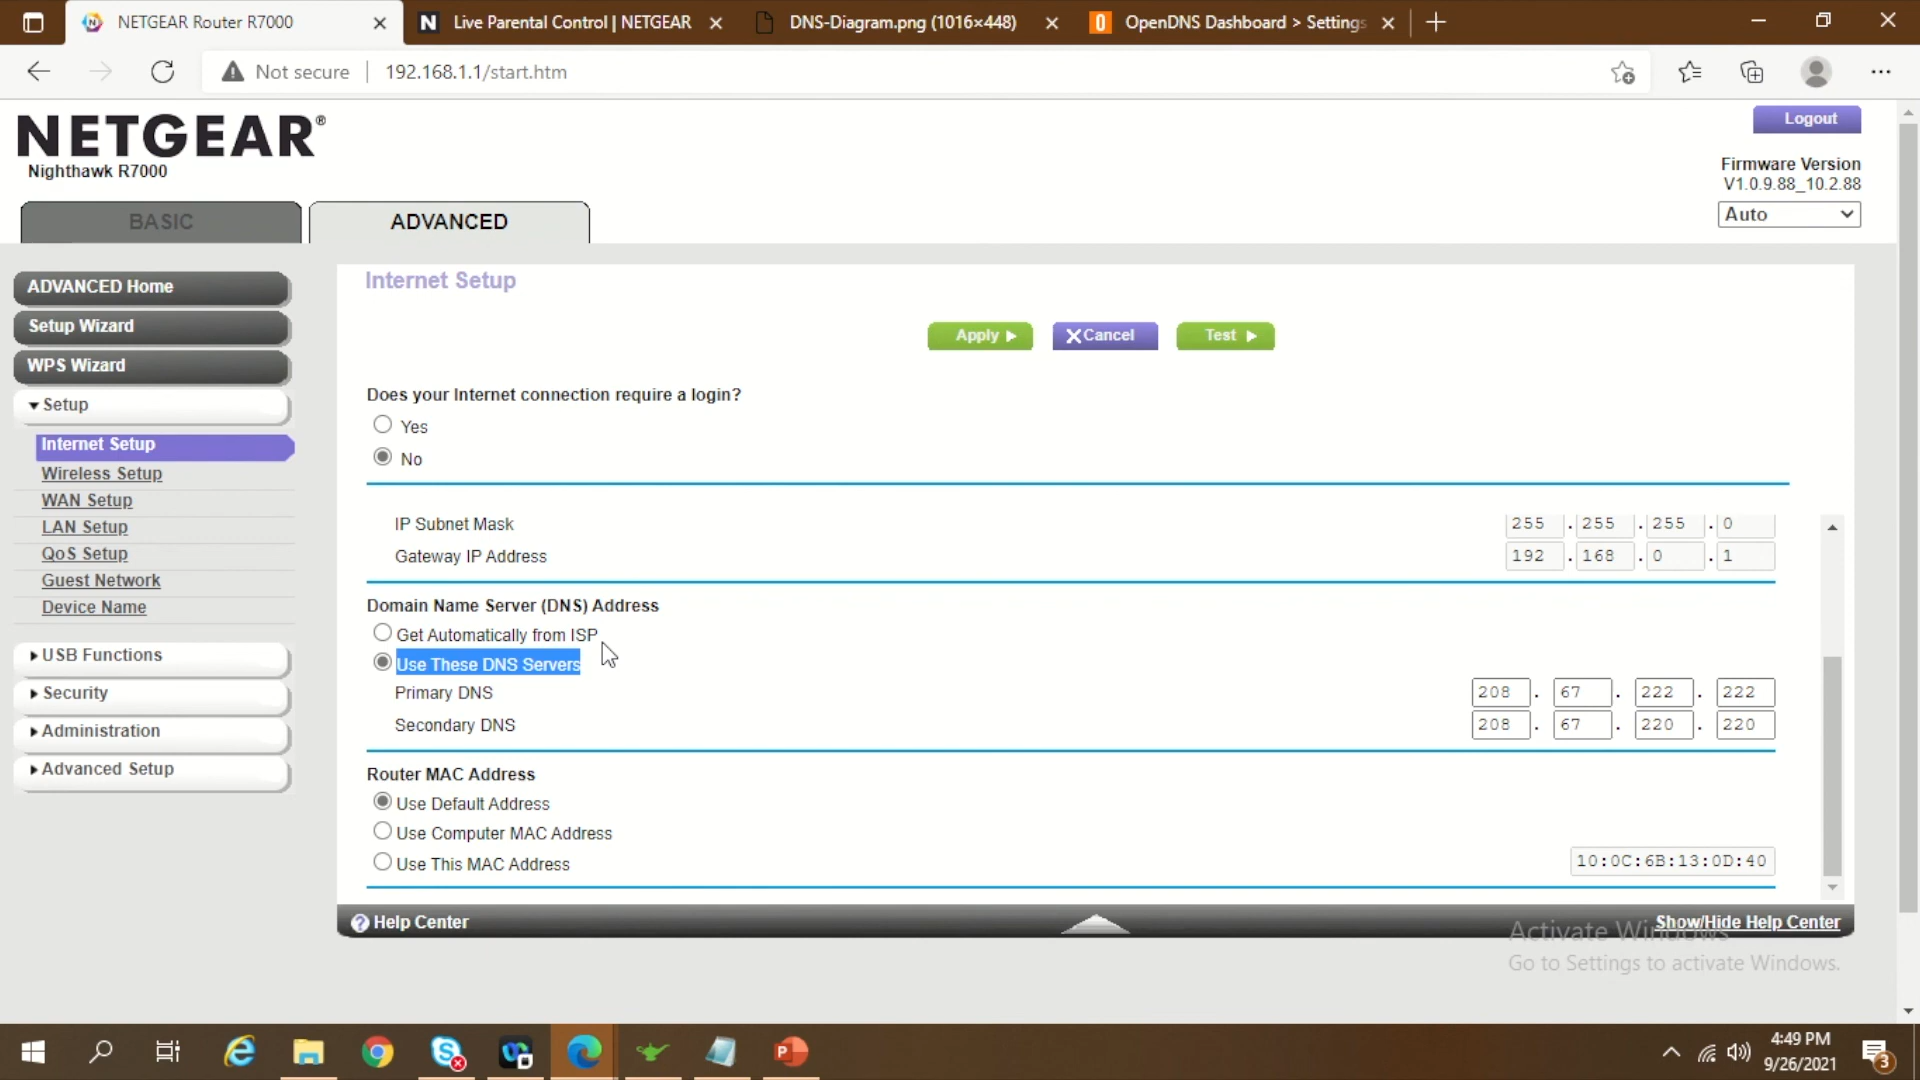 NETGEAR Router R7000
Live Parental Control | NETGEAR
DNS-Diagram.png (1016×448)
OpenDNS Dashboard > Settings
Not secure
192.168.1.1/start.htm
NETGEAR®
Nighthawk R7000
Logout
Firmware Version
V1.0.9.88_10.2.88
Auto
BASIC
ADVANCED
ADVANCED Home
Setup Wizard
WPS Wizard
Setup
Internet Setup
Wireless Setup
WAN Setup
LAN Setup
QoS Setup
Guest Network
Device Name
USB Functions
Security
Administration
Advanced Setup
Internet Setup
Apply
Cancel
Test
Does your Internet connection require a login?
Yes
No
IP Subnet Mask 255 . 255 . 255 . 0
Gateway IP Address 192 . 168 . 0 . 1
Domain Name Server (DNS) Address
Get Automatically from ISP
Use These DNS Servers
Primary DNS 208 . 67 . 222 . 222
Secondary DNS 208 . 67 . 220 . 220
Router MAC Address
Use Default Address
Use Computer MAC Address
Use This MAC Address 10:0C:6B:13:0D:40
Help Center
Show/Hide Help Center
Activate Windows
Go to Settings to activate Windows.
4:49 PM
9/26/2021
3